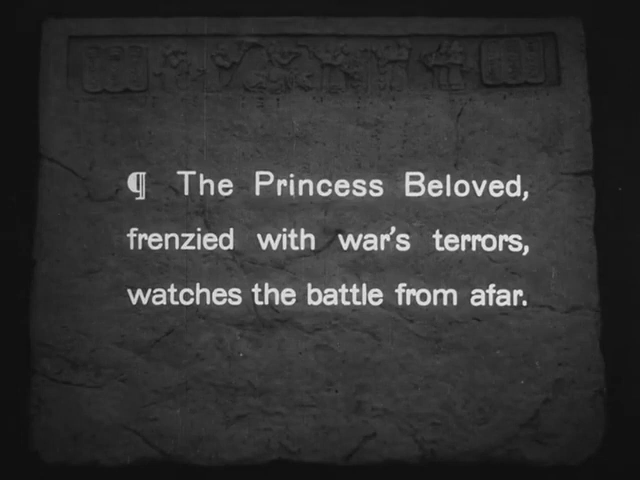 ¶ The Princess Beloved,
frenzied with war's terrors,
watches the battle from afar.